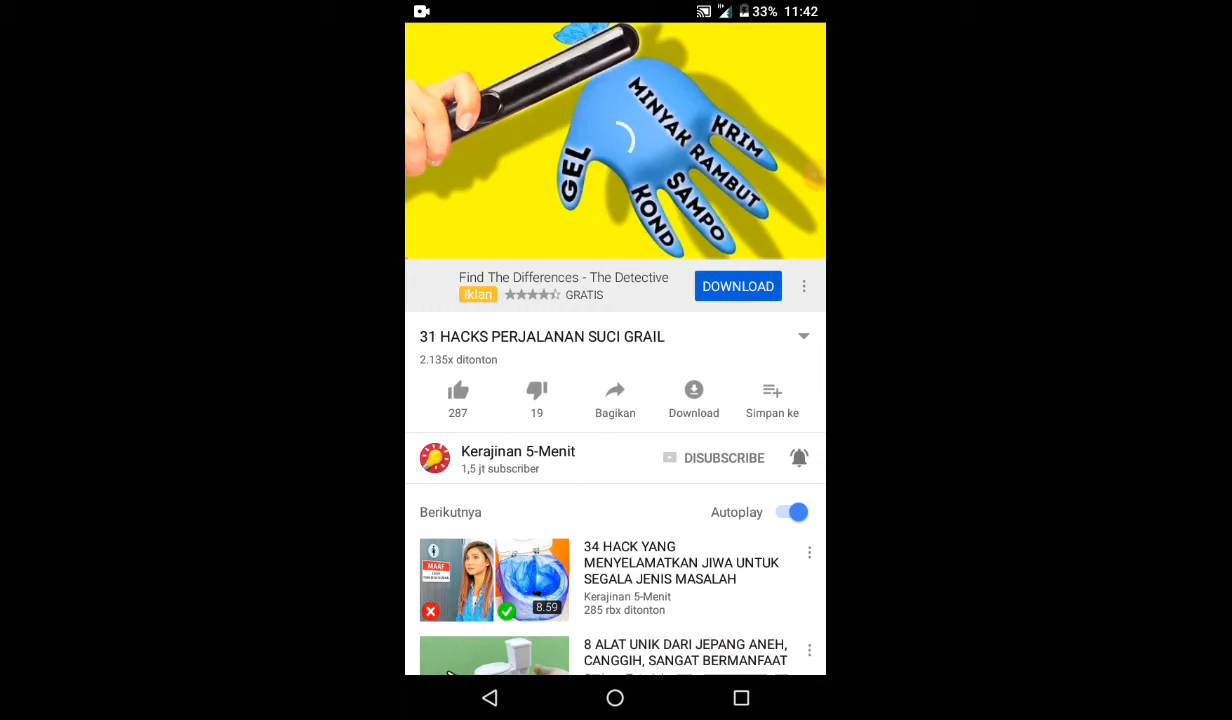 33% 11:42
GEL
KOND
SAMPO
MINYAK RAMBUT
KRIM
Find The Differences - The Detective
Iklan GRATIS
DOWNLOAD
31 HACKS PERJALANAN SUCI GRAIL
2.135x ditonton
287 19 Bagikan Download Simpan ke
Kerajinan 5-Menit
1,5 jt subscriber
DISUBSCRIBE
Berikutnya Autoplay
MAAF
8.59
34 HACK YANG
MENYELAMATKAN JIWA UNTUK
SEGALA JENIS MASALAH
Kerajinan 5-Menit
285 rbx ditonton
8 ALAT UNIK DARI JEPANG ANEH,
CANGGIH, SANGAT BERMANFAAT